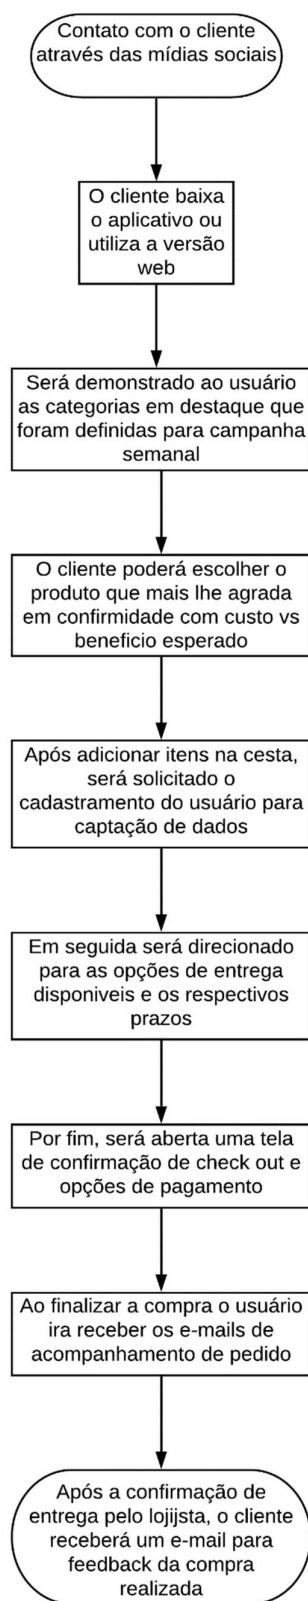 Contato com o cliente
através das mídias sociais
O cliente baixa
o aplicativo ou
utiliza a versão
web
Será demonstrado ao usuário
as categorias em destaque que
foram definidas para campanha
semanal
O cliente poderá escolher o
produto que mais lhe agrada
em confirmidade com custo vs
beneficio esperado
Após adicionar itens na cesta,
será solicitado o
cadastramento do usuário para
captação de dados
Em seguida será direcionado
para as opções de entrega
disponiveis e os respectivos
prazos
Por fim, será aberta uma tela
de confirmação de check out e
opções de pagamento
Ao finalizar a compra o usuário
ira receber os e-mails de
acompanhamento de pedido
Após a confirmação de
entrega pelo lojijsta, o cliente
receberá um e-mail para
feedback da compra
realizada